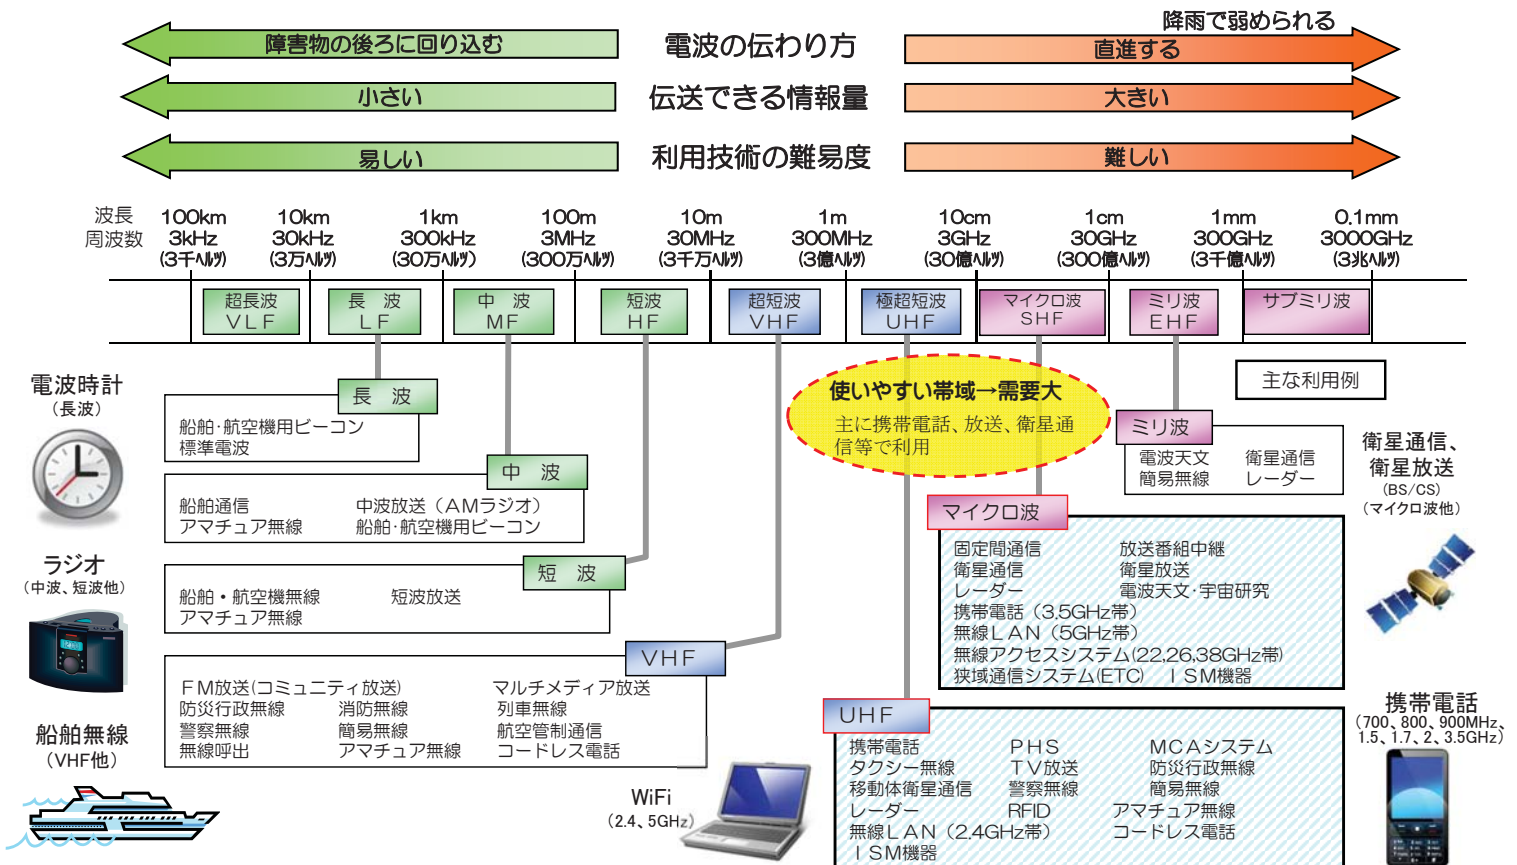 降雨で弱められる
障害物の後ろに回り込む 電波の伝わり方 直進する
小さい 伝送できる情報量 大きい
易しい 利用技術の難易度 難しい
波長 100km 10km 1km 100m 10m 1m 10cm 1cm 1mm 0.1mm
周波数 3kHz 30kHz 300kHz 3MHz 30MHz 300MHz 3GHz 30GHz 300GHz 3000GHz
(3千ﾍﾙﾂ) (3万ﾍﾙﾂ) (30万ﾍﾙﾂ) (300万ﾍﾙﾂ) (3千万ﾍﾙﾂ) (3億ﾍﾙﾂ) (30億ﾍﾙﾂ) (300億ﾍﾙﾂ) (3千億ﾍﾙﾂ) (3兆ﾍﾙﾂ)
超長波 長 波 中 波 短波 超短波 極超短波 マイクロ波 ミリ波 サブミリ波
VLF LF MF HF VHF UHF SHF EHF
使いやすい帯域→需要大
主に携帯電話、放送、衛星通
信等で利用
主な利用例
電波時計
(長波)
長 波
船舶･航空機用ビーコン
標準電波
中 波
船舶通信 中波放送（AMラジオ）
アマチュア無線 船舶･航空機用ビーコン
ラジオ
(中波、短波他)
短 波
船舶・航空機無線 短波放送
アマチュア無線
船舶無線
(VHF他)
VHF
ＦＭ放送(コミュニティ放送) マルチメディア放送
防災行政無線 消防無線 列車無線
警察無線 簡易無線 航空管制通信
無線呼出 アマチュア無線 コードレス電話
ミリ波
電波天文 衛星通信
簡易無線 レーダー
衛星通信、
衛星放送
(BS/CS)
(マイクロ波他)
マイクロ波
固定間通信 放送番組中継
衛星通信 衛星放送
レーダー 電波天文･宇宙研究
携帯電話（3.5GHz帯）
無線ＬＡＮ（5GHz帯）
無線アクセスシステム(22,26,38GHz帯)
狭域通信システム(ETC) ＩＳＭ機器
UHF
携帯電話 ＰＨＳ ＭＣＡシステム
タクシー無線 ＴＶ放送 防災行政無線
移動体衛星通信 警察無線 簡易無線
レーダー RFID アマチュア無線
無線ＬＡＮ（2.4GHz帯） コードレス電話
ＩＳＭ機器
WiFi
(2.4、5GHz)
携帯電話
(700、800、900MHz、
1.5、1.7、2、3.5GHz)